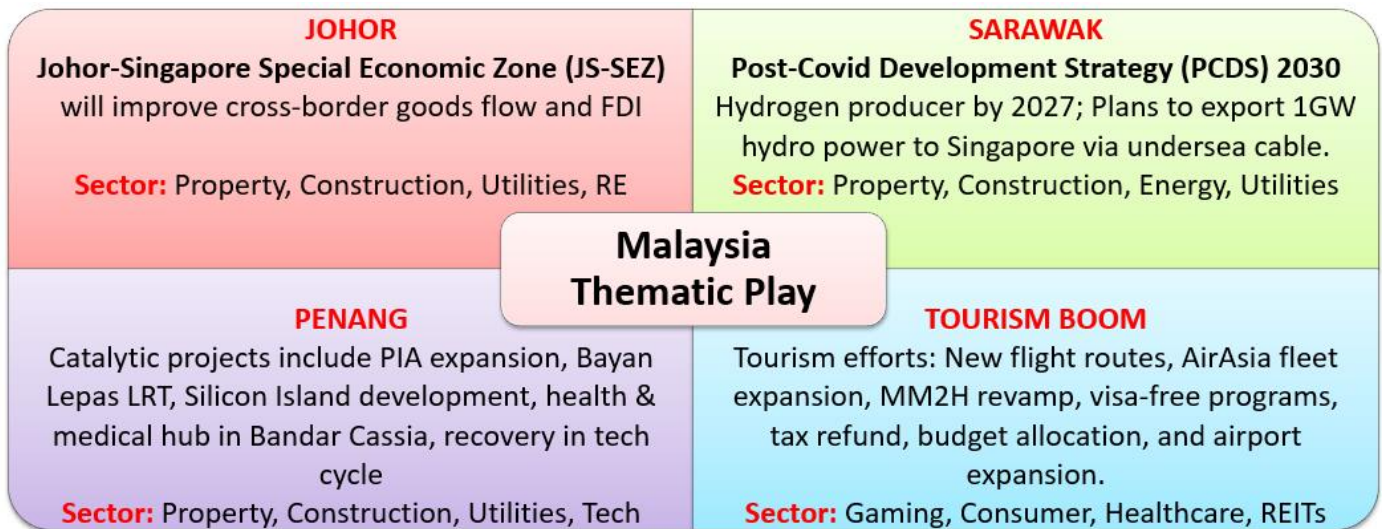 JOHOR
Johor-Singapore Special Economic Zone (JS-SEZ)
will improve cross-border goods flow and FDI
Sector: Property, Construction, Utilities, RE
SARAWAK
Post-Covid Development Strategy (PCDS) 2030
Hydrogen producer by 2027; Plans to export 1GW
hydro power to Singapore via undersea cable.
Sector: Property, Construction, Energy, Utilities
Malaysia
Thematic Play
PENANG
Catalytic projects include PIA expansion, Bayan
Lepas LRT, Silicon Island development, health &
medical hub in Bandar Cassia, recovery in tech
cycle
Sector: Property, Construction, Utilities, Tech
TOURISM BOOM
Tourism efforts: New flight routes, AirAsia fleet
expansion, MM2H revamp, visa-free programs,
tax refund, budget allocation, and airport
expansion.
Sector: Gaming, Consumer, Healthcare, REITs